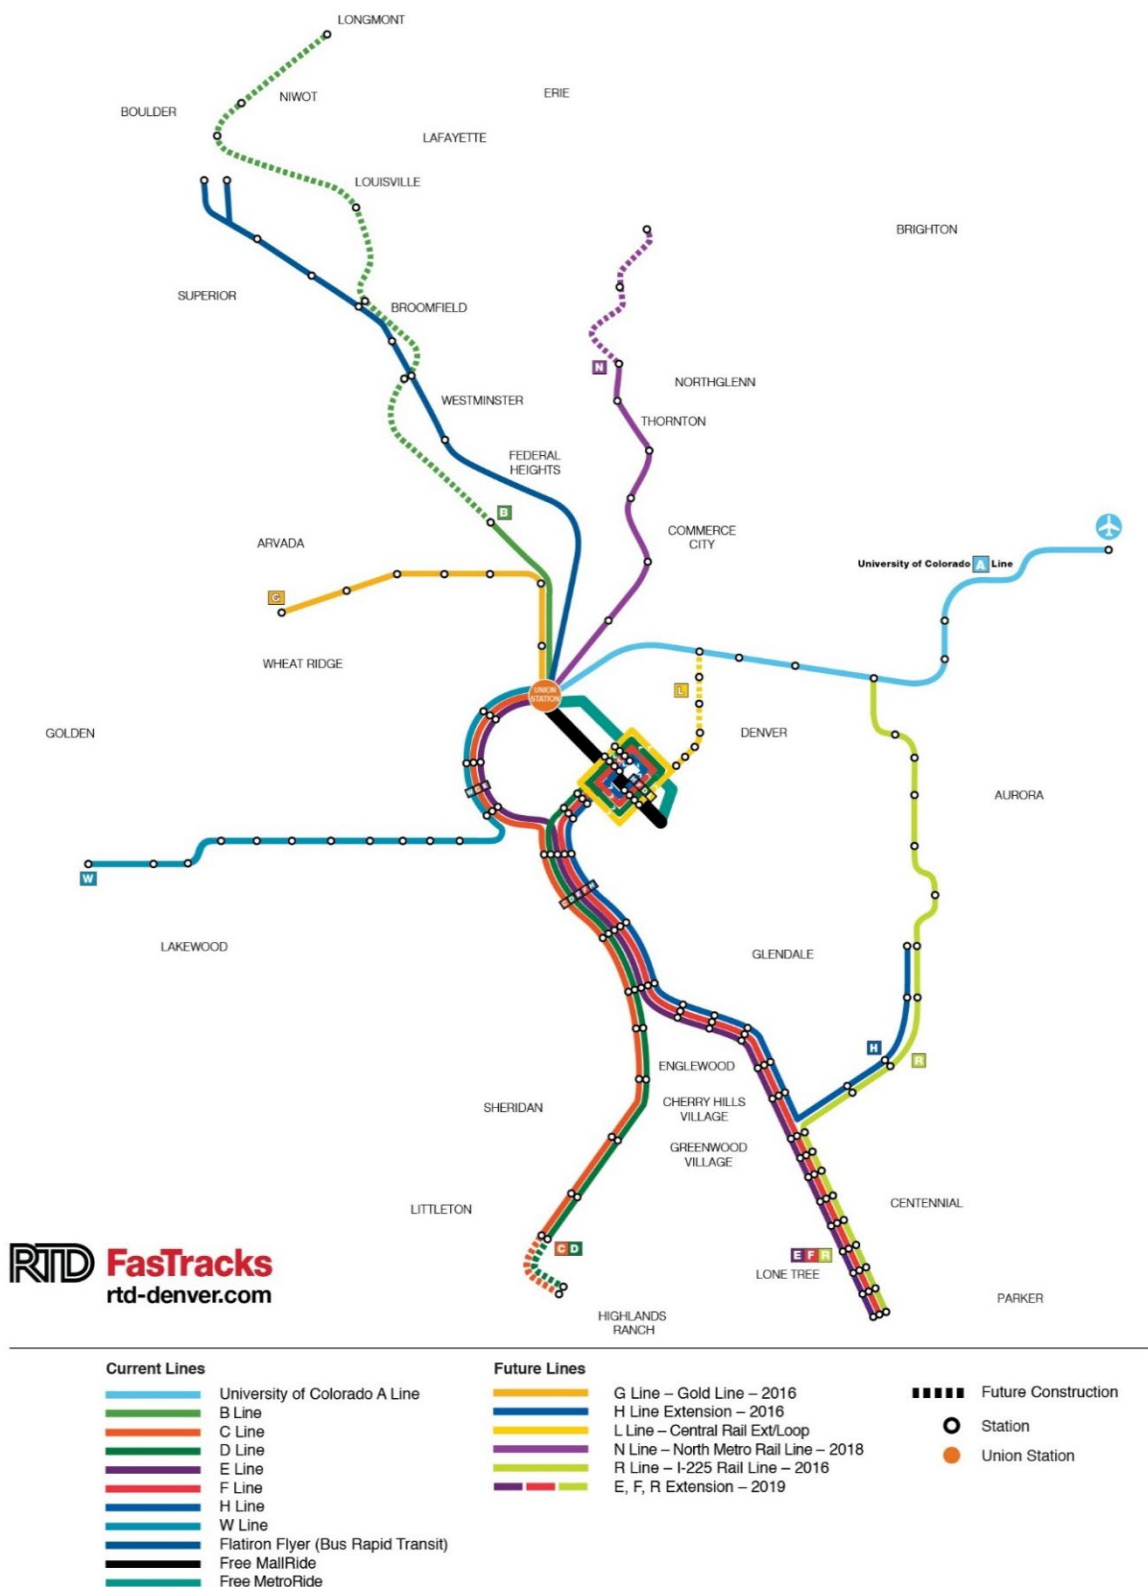 LONGMONT
NIWOT
ERIE
BOULDER
LAFAYETTE
LOUISVILLE
BRIGHTON
SUPERIOR
BROOMFIELD
N
NORTHGLENN
WESTMINSTER
THORNTON
FEDERAL
HEIGHTS
B
COMMERCE
CITY
ARVADA
University of Colorado A Line
G
WHEAT RIDGE
UNION
STATION
L
GOLDEN
DENVER
AURORA
W
LAKEWOOD
GLENDALE
H
R
ENGLEWOOD
SHERIDAN
CHERRY HILLS
VILLAGE
GREENWOOD
VILLAGE
CENTENNIAL
LITTLETON
C D
E F R
LONE TREE
PARKER
HIGHLANDS
RANCH
RTD FasTracks
rtd-denver.com
Current Lines
University of Colorado A Line
B Line
C Line
D Line
E Line
F Line
H Line
W Line
Flatiron Flyer (Bus Rapid Transit)
Free MallRide
Free MetroRide
Future Lines
G Line – Gold Line – 2016
H Line Extension – 2016
L Line – Central Rail Ext/Loop
N Line – North Metro Rail Line – 2018
R Line – I-225 Rail Line – 2016
E, F, R Extension – 2019
Future Construction
Station
Union Station